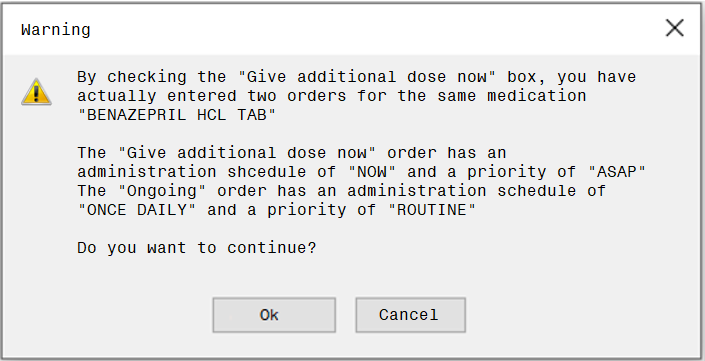 Warning
By checking the "Give additional dose now" box, you have
actually entered two orders for the same medication
"BENAZEPRIL HCL TAB"
The "Give additional dose now" order has an
administration shcedule of "NOW" and a priority of "ASAP"
The "Ongoing" order has an administration schedule of
"ONCE DAILY" and a priority of "ROUTINE"
Do you want to continue?
Ok
Cancel